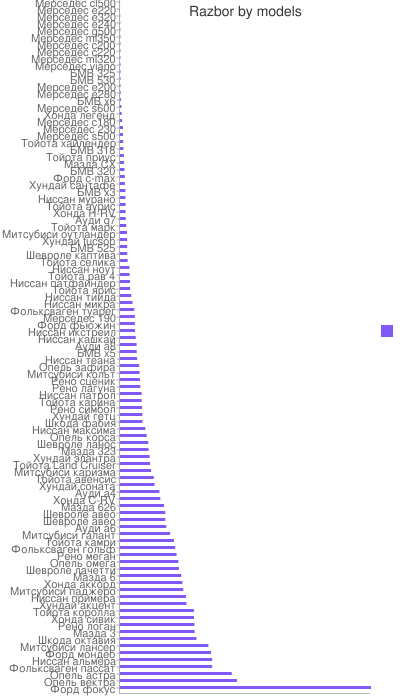 Razbor by models
Мерседес cl500
Мерседес e220
Мерседес e320
Мерседес e240
Мерседес g500
Мерседес ml350
Мерседес c200
Мерседес c220
Мерседес ml320
Мерседес viano
БМВ 325
БМВ 530
Мерседес e200
Мерседес e280
БМВ x6
Мерседес s600
Хонда легенд
Мерседес c180
Мерседес 230
Мерседес s500
Тойота хайлендер
БМВ 318
Тойота приус
Мазда CX
БМВ 320
Форд c-max
Хундай сантафе
БМВ x3
Ниссан мурано
Тойота аурис
Хонда H-RV
Ауди q7
Тойота марк
Митсубиси оутландер
Хундай tucson
БМВ 525
Шевроле каптива
Тойота селика
Ниссан ноут
Тойота рав 4
Ниссан патфайндер
Тойота ярис
Ниссан тиида
Ниссан микра
Фольксваген туарег
Мерседес 190
Форд фьюжин
Ниссан икстреил
Ниссан кашкай
Ауди а8
БМВ x5
Ниссан теана
Опель зафира
Митсубиси кольт
Рено сценик
Рено лагуна
Ниссан патрол
Тойота карина
Рено симбол
Хундай гетц
Шкода фабия
Ниссан максима
Опель корса
Шевроле ланос
Мазда 323
Хундай элантра
Тойота Land Cruiser
Митсубиси каризма
Тойота авенсис
Хундай соната
Ауди а4
Хонда C-RV
Мазда 626
Шевроле авео
Шевроле авео
Ауди а6
Митсубиси галант
Тойота камри
Фольксваген гольф
Рено меган
Опель омега
Шевроле лачетти
Мазда 6
Хонда аккорд
Митсубиси паджеро
Ниссан примера
Хундай акцент
Тойота королла
Хонда сивик
Рено логан
Мазда 3
Шкода октавия
Митсубиси лансер
Форд мондео
Ниссан альмера
Фольксваген пассат
Опель астра
Опель вектра
Форд фокус